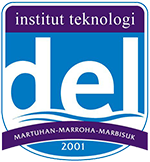 institut teknologi
del
MARTUHAN-MARROHA-MARBISUK
2001